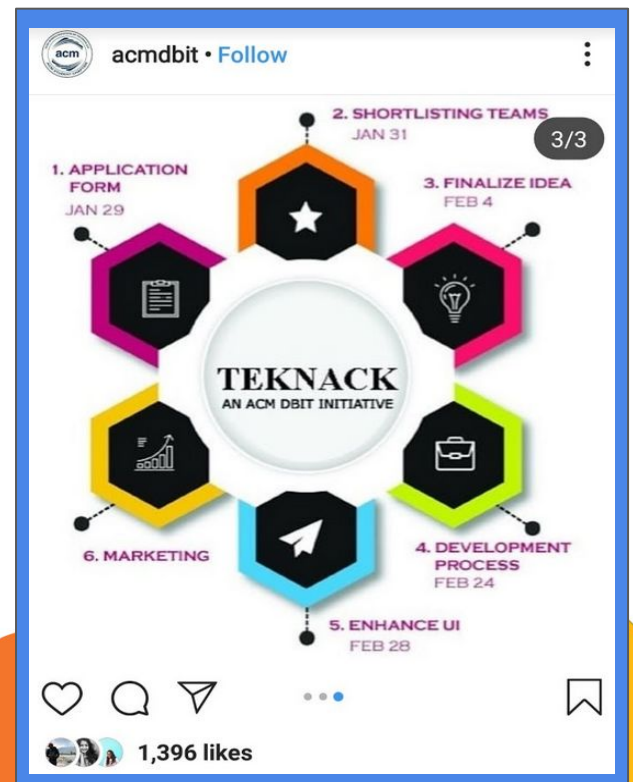 acm
acmdbit • Follow
3/3
1. APPLICATION
FORM
JAN 29
2. SHORTLISTING TEAMS
JAN 31
3. FINALIZE IDEA
FEB 4
TEKNACK
AN ACM DBIT INITIATIVE
4. DEVELOPMENT
PROCESS
FEB 24
5. ENHANCE UI
FEB 28
6. MARKETING
1,396 likes